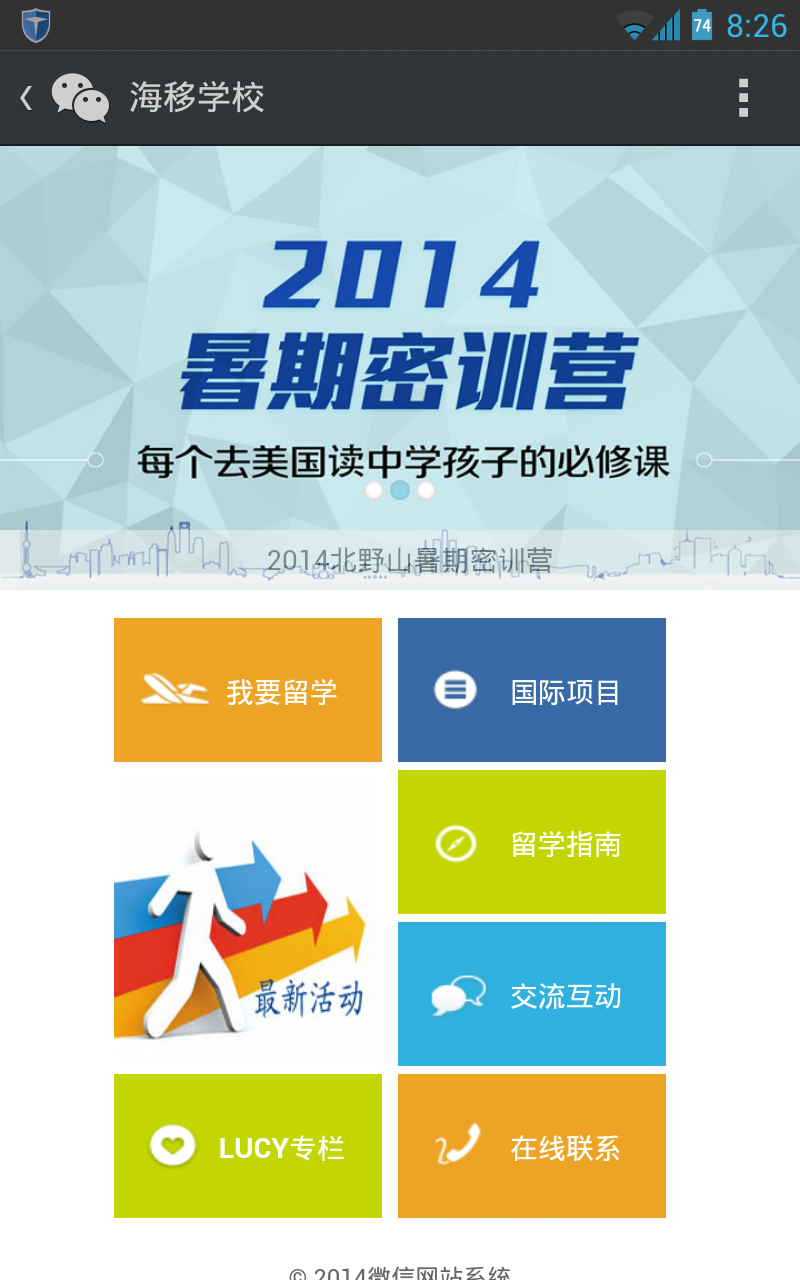 74 8:26
海移学校
2014
暑期密训营
每个去美国读中学孩子的必修课
2014北野山暑期密训营
我要留学
国际项目
留学指南
最新活动
交流互动
LUCY专栏
在线联系
© 2014微信网站系统